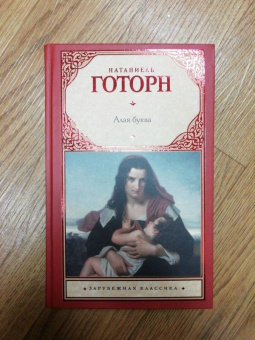 НАТАНИЕЛЬ
ГОТОРН
Алая буква
ЗАРУБЕЖНАЯ КЛАССИКА